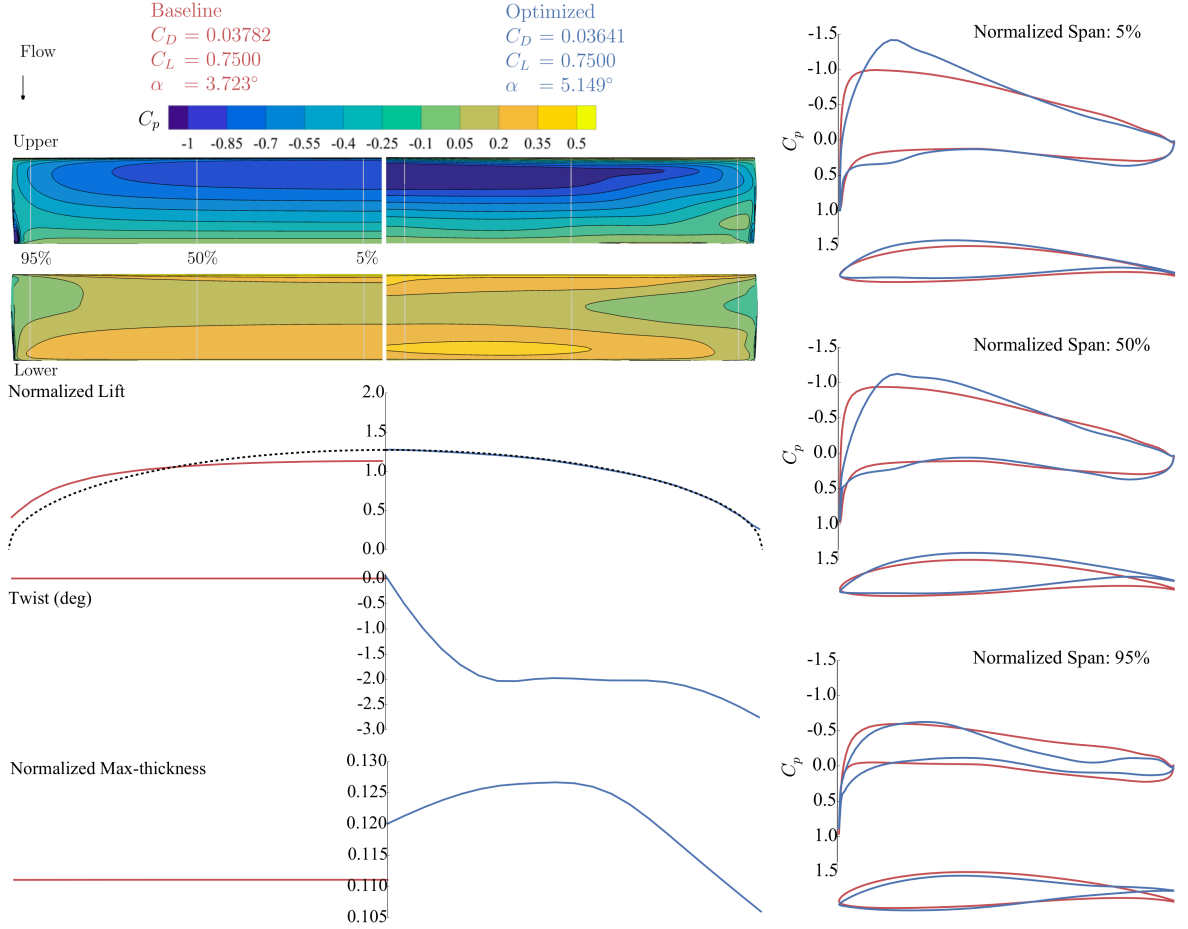 Baseline
C_D = 0.03782
C_L = 0.7500
α = 3.723°
Optimized
C_D = 0.03641
C_L = 0.7500
α = 5.149°
Flow
C_p
-1 -0.85 -0.7 -0.55 -0.4 -0.25 -0.1 0.05 0.2 0.35 0.5
Upper
95% 50% 5%
Lower
Normalized Lift
2.0
1.5
1.0
0.5
0.0
0.0
Twist (deg)
-0.5
-1.0
-1.5
-2.0
-2.5
-3.0
Normalized Max-thickness
0.130
0.125
0.120
0.115
0.110
0.105
Normalized Span: 5%
C_p
-1.5
-1.0
-0.5
0.0
0.5
1.0
1.5
Normalized Span: 50%
C_p
-1.5
-1.0
-0.5
0.0
0.5
1.0
1.5
Normalized Span: 95%
C_p
-1.5
-1.0
-0.5
0.0
0.5
1.0
1.5